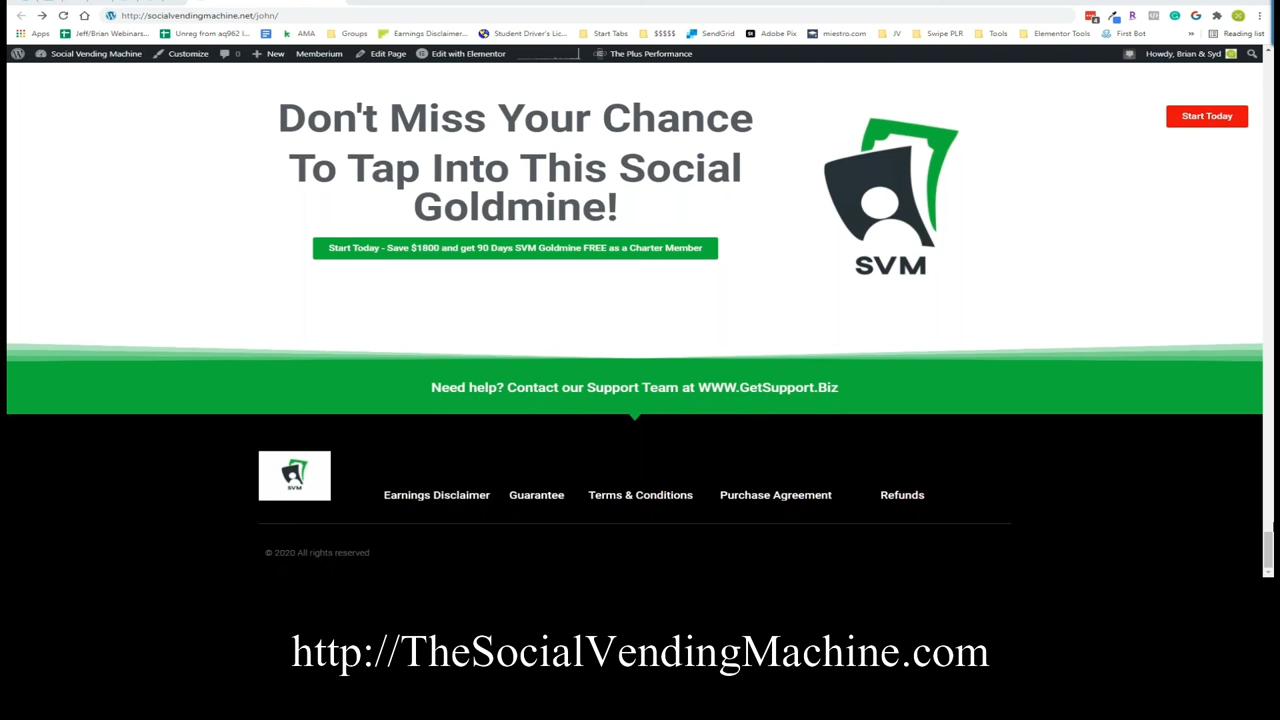 http://socialvendingmachine.net/john/
Apps Jeff/Brian Webinars... Unreg from aq962 l... AMA Groups Earnings Disclaimer... Student Driver's Lic... Start Tabs $$$$$ SendGrid Adobe Pix miestro.com JV Swipe PLR Tools Elementor Tools First Bot » Reading list
Social Vending Machine Customize 0 New Memberium Edit Page Edit with Elementor The Plus Performance Howdy, Brian & Syd
Don't Miss Your Chance
To Tap Into This Social
Goldmine!
Start Today
Start Today - Save $1800 and get 90 Days SVM Goldmine FREE as a Charter Member
SVM
Need help? Contact our Support Team at WWW.GetSupport.Biz
SVM
Earnings Disclaimer Guarantee Terms & Conditions Purchase Agreement Refunds
© 2020 All rights reserved
http://TheSocialVendingMachine.com